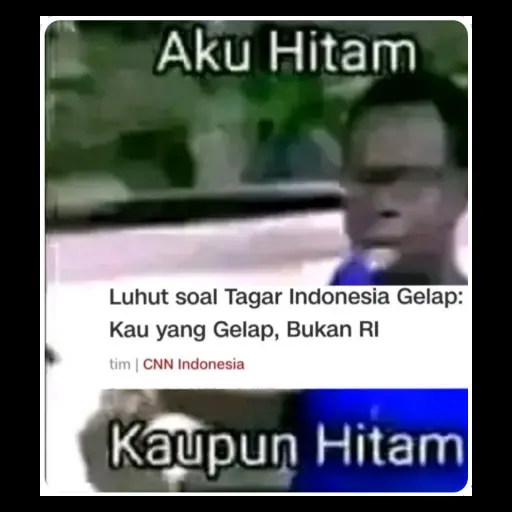 Aku Hitam
Luhut soal Tagar Indonesia Gelap:
Kau yang Gelap, Bukan RI
tim | CNN Indonesia
Kaupun Hitam